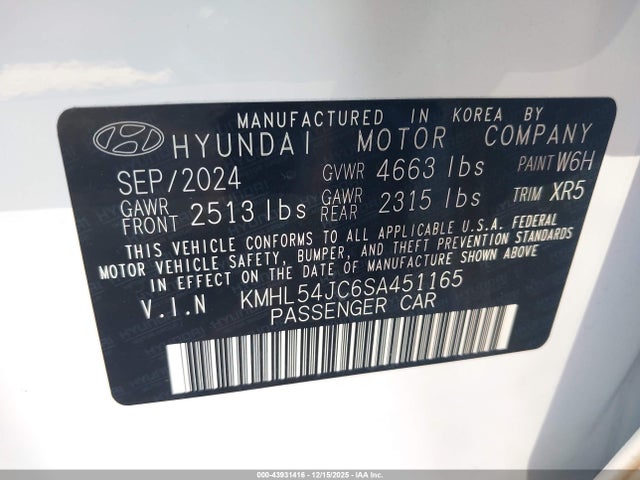 MANUFACTURED IN KOREA BY
HYUNDAI MOTOR COMPANY
SEP/2024 GVWR 4663 lbs PAINT W6H
GAWR FRONT 2513 lbs GAWR REAR 2315 lbs TRIM XR5
THIS VEHICLE CONFORMS TO ALL APPLICABLE U.S.A. FEDERAL
MOTOR VEHICLE SAFETY, BUMPER, AND THEFT PREVENTION STANDARDS
IN EFFECT ON THE DATE OF MANUFACTURE SHOWN ABOVE
V.I.N KMHL54JC6SA451165
PASSENGER CAR
000-43931416 - 12/15/2025 - IAAI.COM